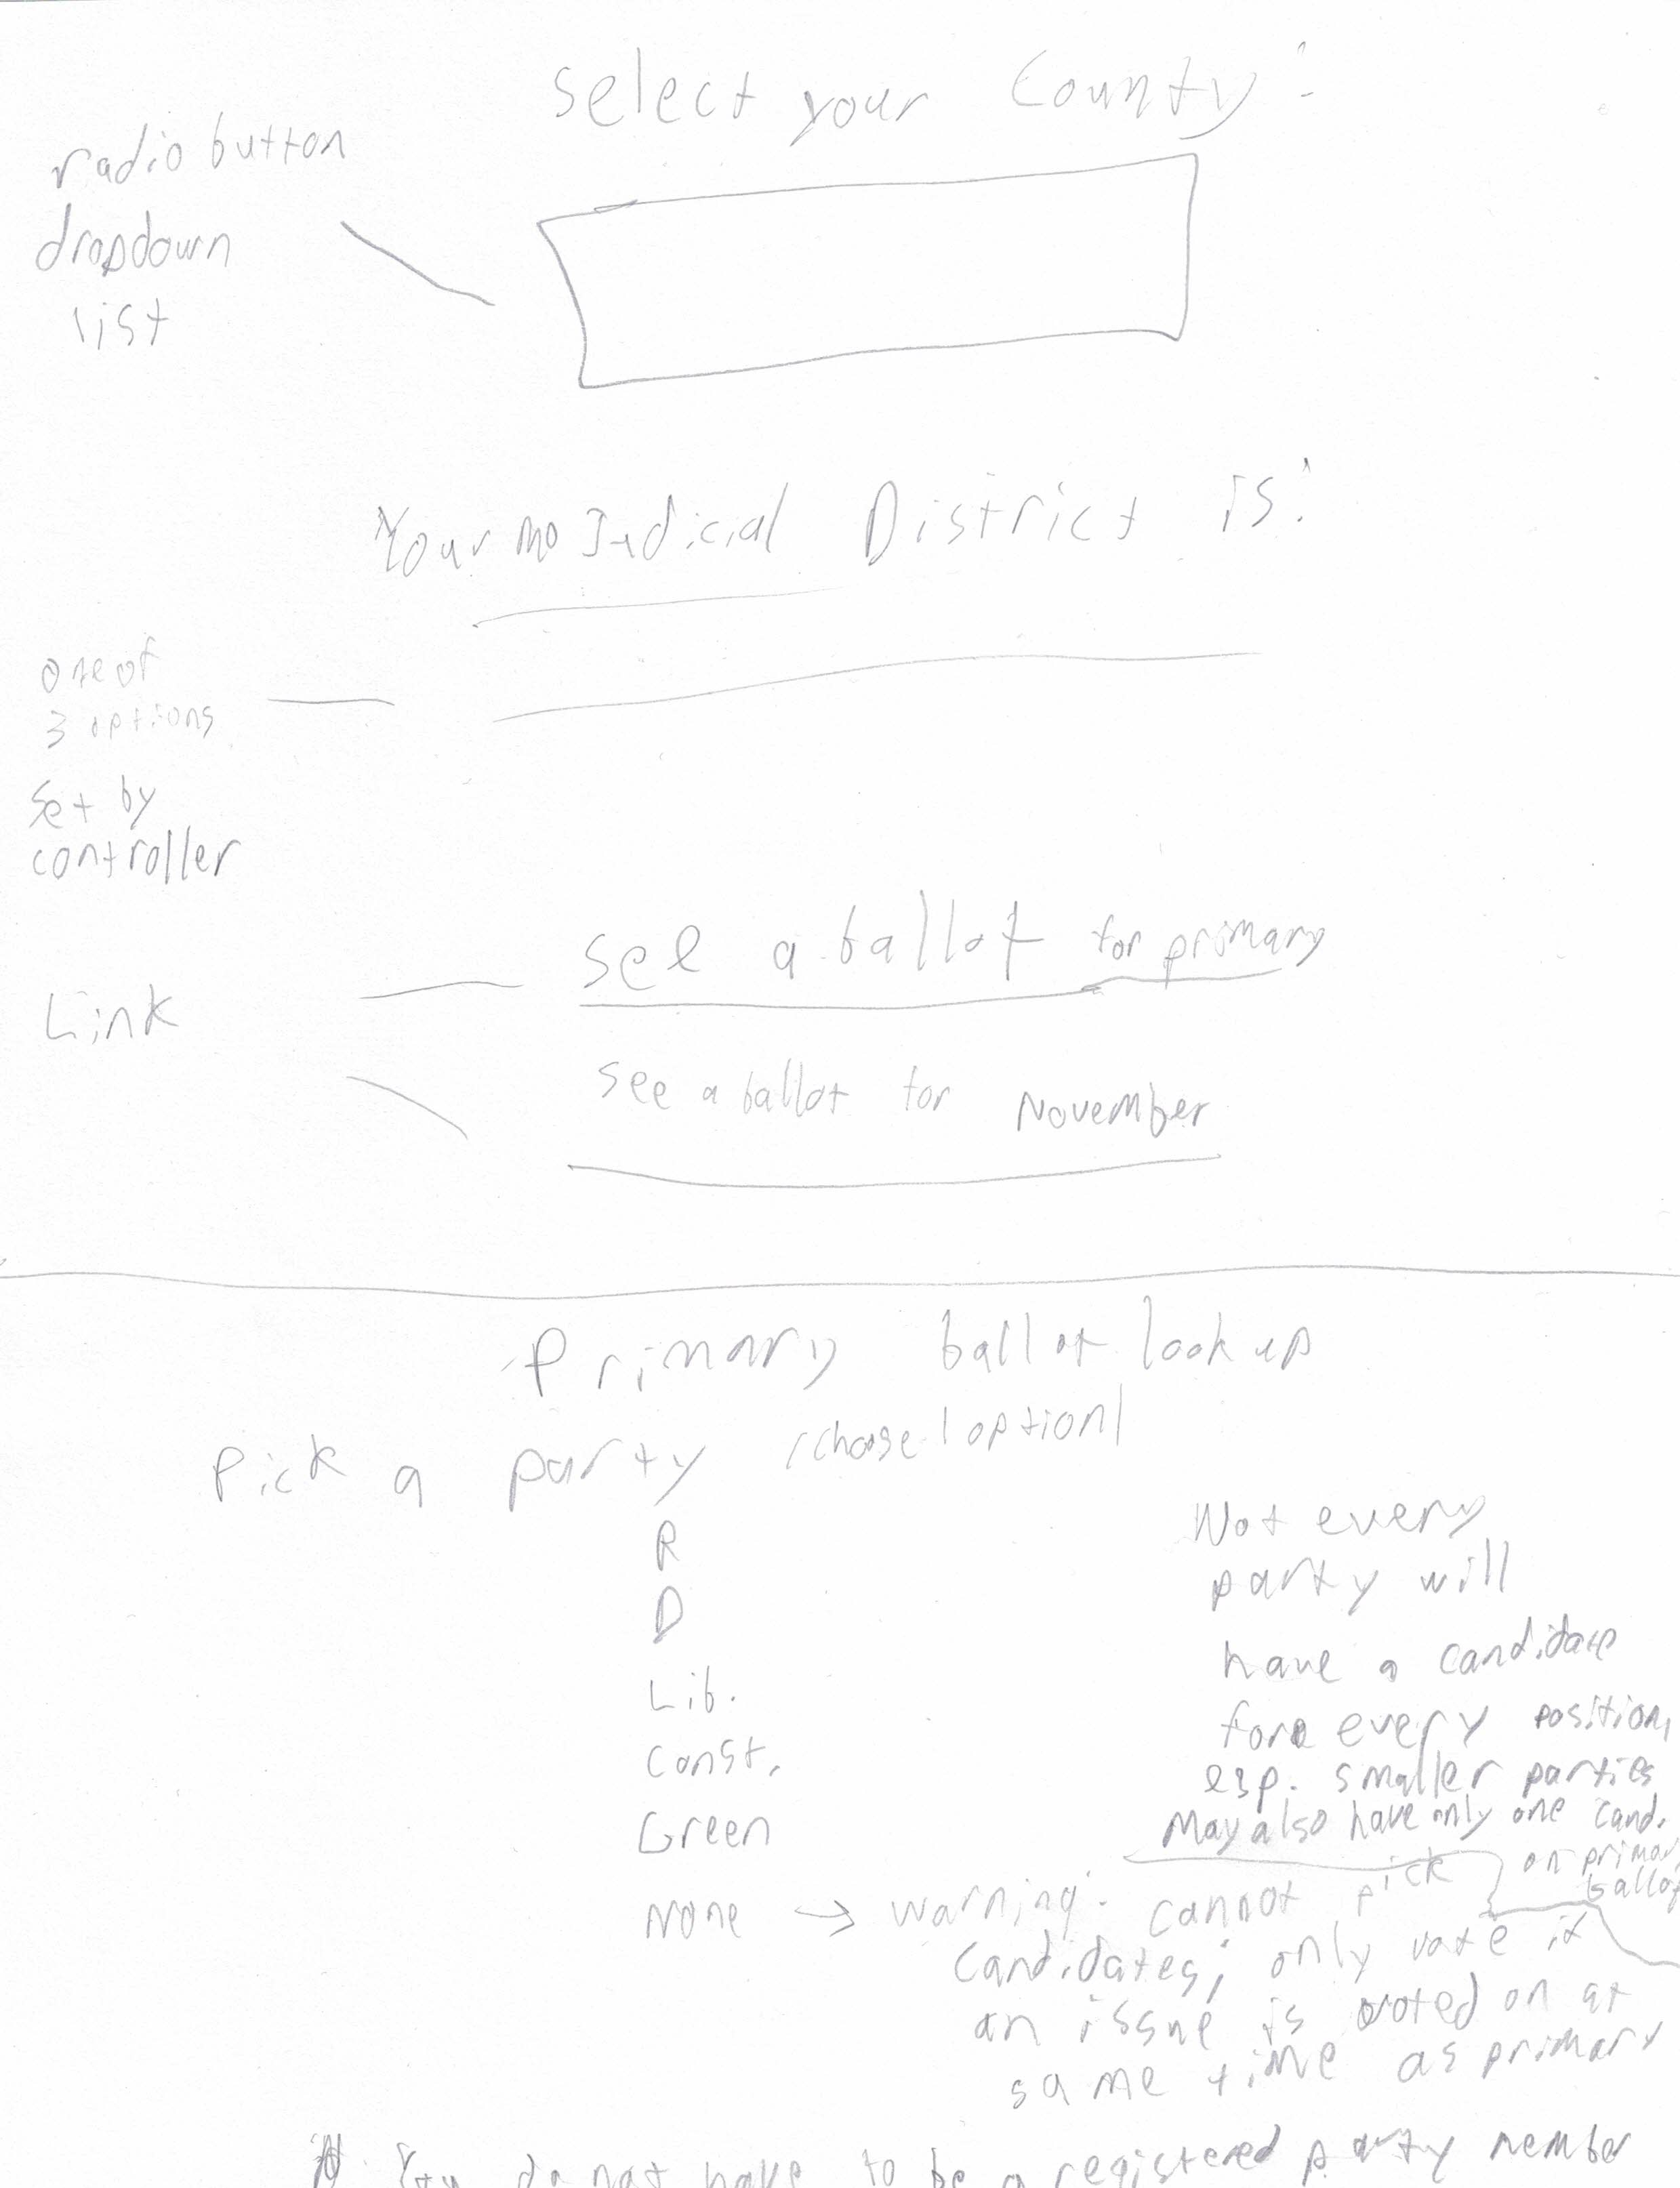 Select your County:
radio button
dropdown
list
Your MO Judicial District is:
one of
3 options
set by
controller
See a ballot for primary
Link
See a ballot for November
Primary ballot lookup
Pick a party (choose 1 option)
R
D
Lib.
Const.
Green
None → warning: cannot pick
candidates; only vote if
an issue is voted on at
same time as primary
Not every
party will
have a candidate
for every position,
esp. smaller parties
May also have only one cand.
on primary
ballot
You do not have to be a registered party member